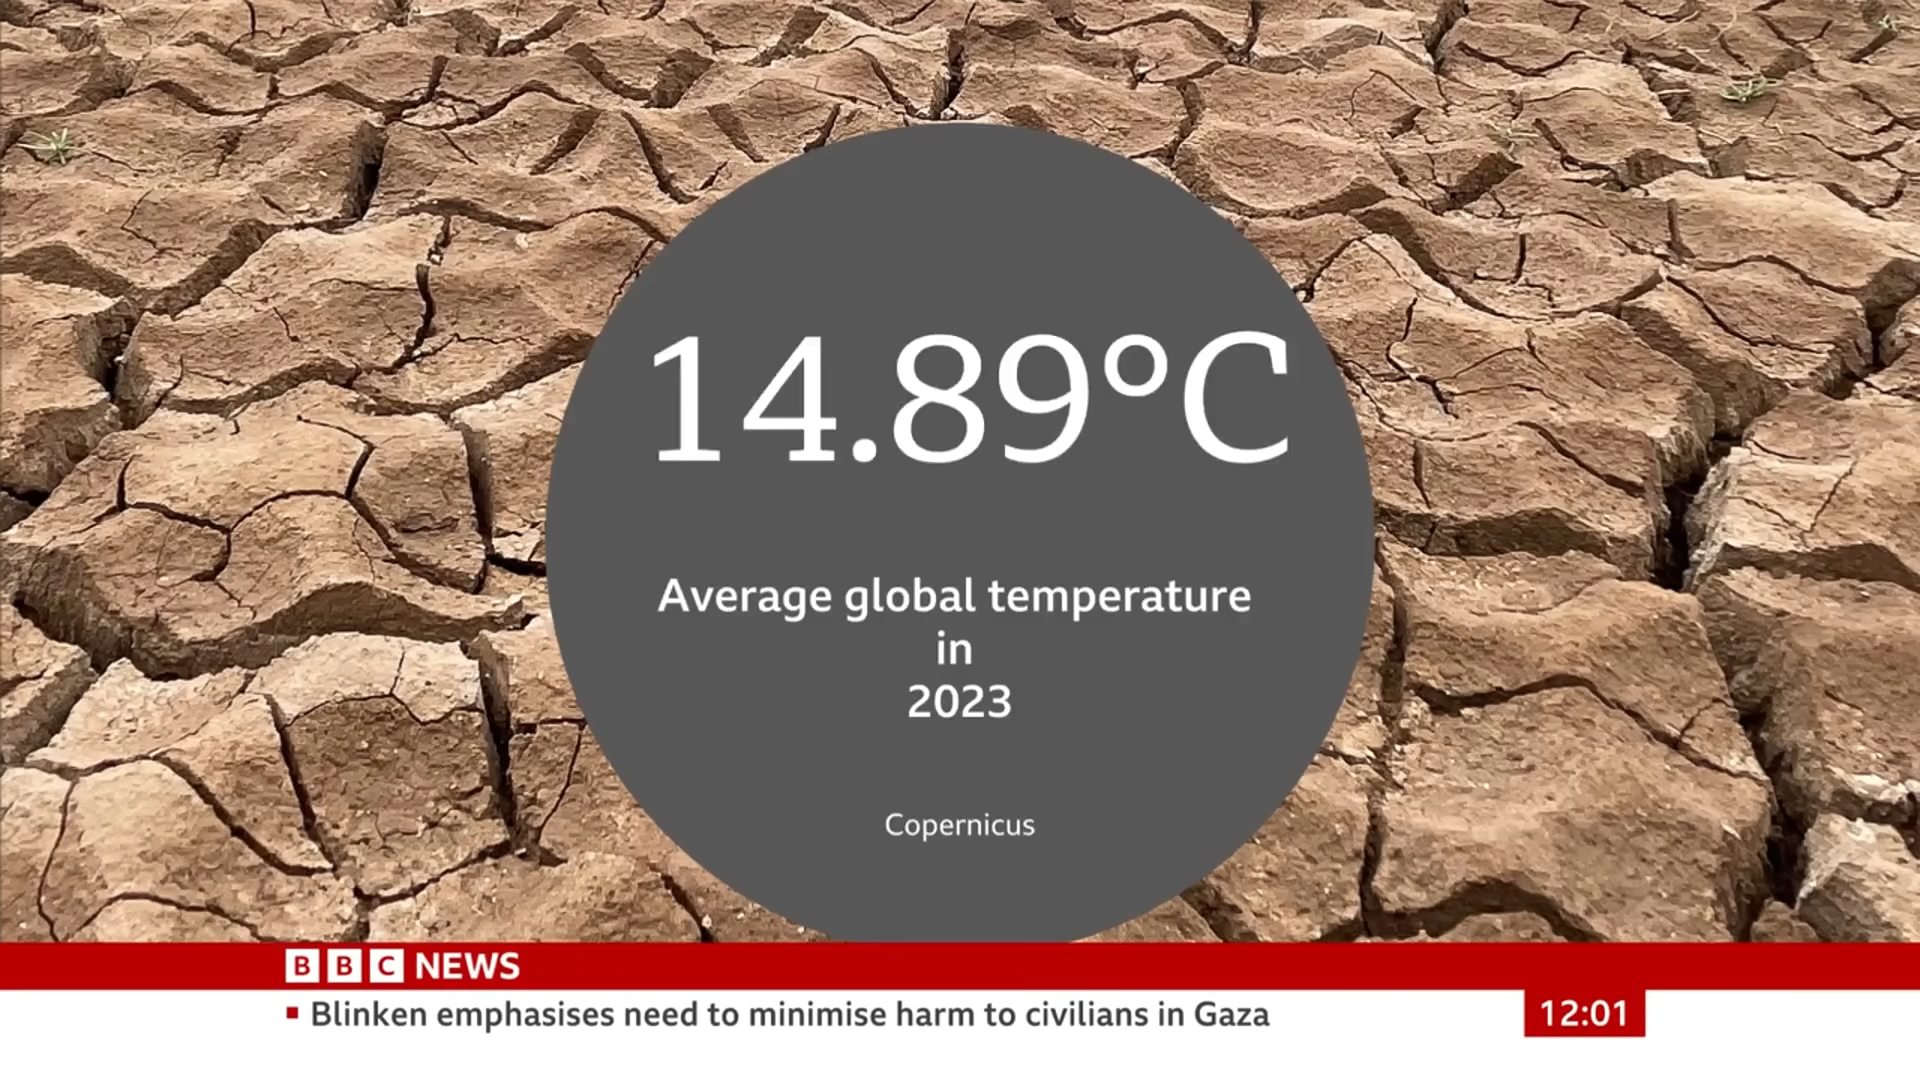 14.89°C
Average global temperature
in
2023
Copernicus
BBC NEWS
Blinken emphasises need to minimise harm to civilians in Gaza
12:01